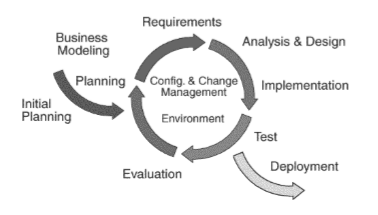 Requirements
Business
Modeling
Analysis & Design
Planning
Config. & Change
Management
Implementation
Initial
Planning
Environment
Test
Evaluation
Deployment